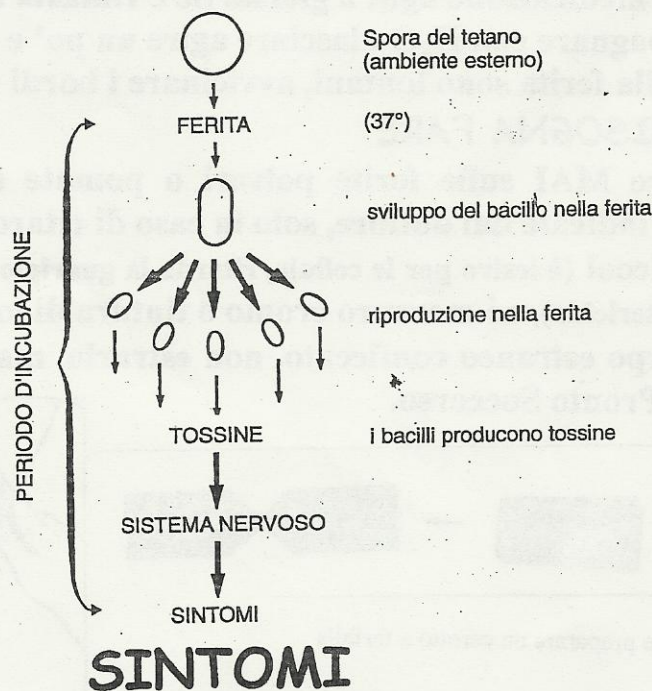 Spora del tetano
(ambiente esterno)
FERITA
(37°)
sviluppo del bacillo nella ferita
riproduzione nella ferita
TOSSINE
i bacilli producono tossine
SISTEMA NERVOSO
SINTOMI
PERIODO D'INCUBAZIONE
SINTOMI